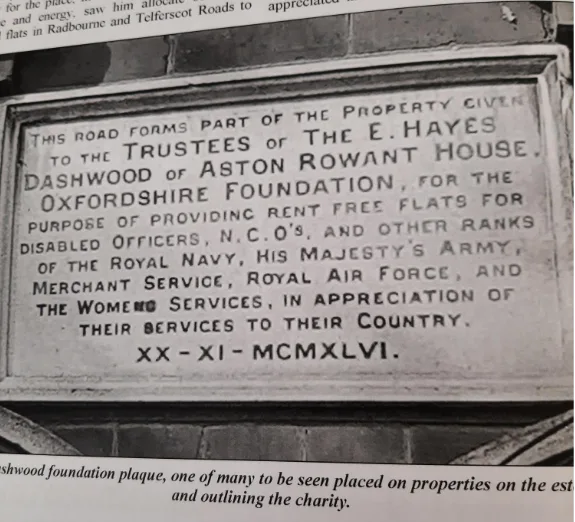 for the place,
and energy, saw him allocate
flats in Radbourne and Telferscot Roads to
appreciated
THIS ROAD FORMS PART OF THE PROPERTY GIVEN
TO THE TRUSTEES OF THE E. HAYES
DASHWOOD OF ASTON ROWANT HOUSE.
OXFORDSHIRE FOUNDATION, FOR THE
PURPOSE OF PROVIDING RENT FREE FLATS FOR
DISABLED OFFICERS, N.C.O'S, AND OTHER RANKS
OF THE ROYAL NAVY, HIS MAJESTY'S ARMY,
MERCHANT SERVICE, ROYAL AIR FORCE, AND
THE WOMENS SERVICES, IN APPRECIATION OF
THEIR SERVICES TO THEIR COUNTRY.
XX - XI - MCMXLVI.
shwood foundation plaque, one of many to be seen placed on properties on the est
and outlining the charity.